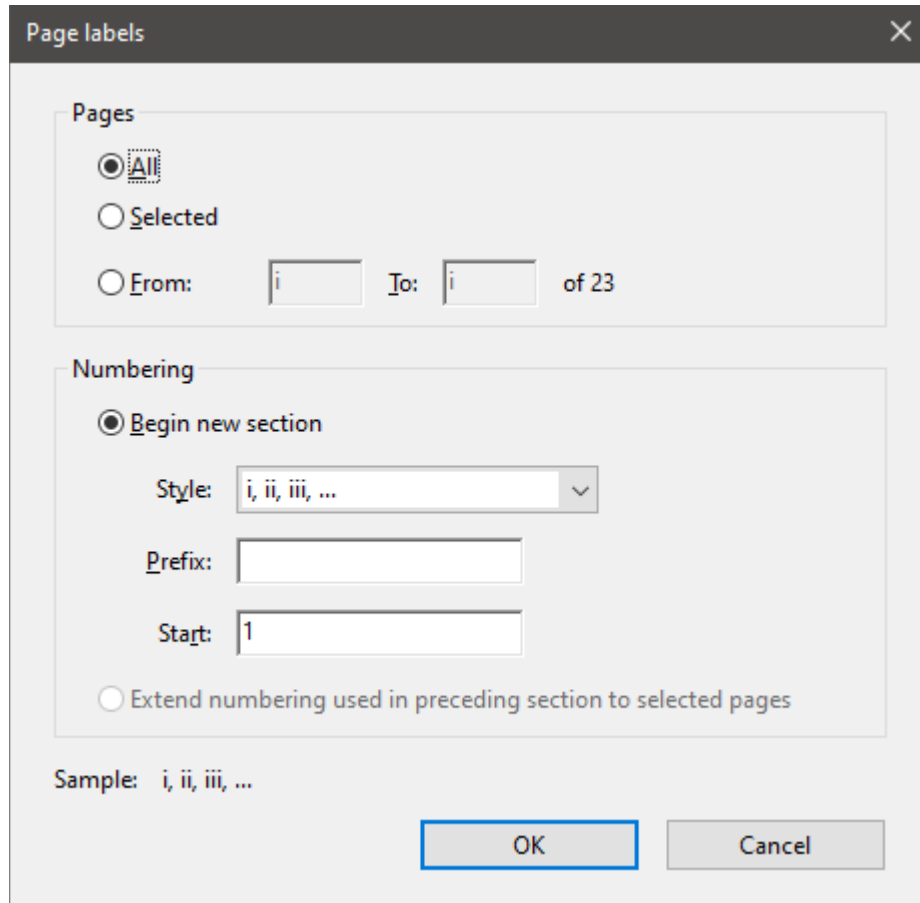 Page labels
Pages
All
Selected
From: i To: i of 23
Numbering
Begin new section
Style: i, ii, iii, ...
Prefix:
Start: 1
Extend numbering used in preceding section to selected pages
Sample: i, ii, iii, ...
OK Cancel